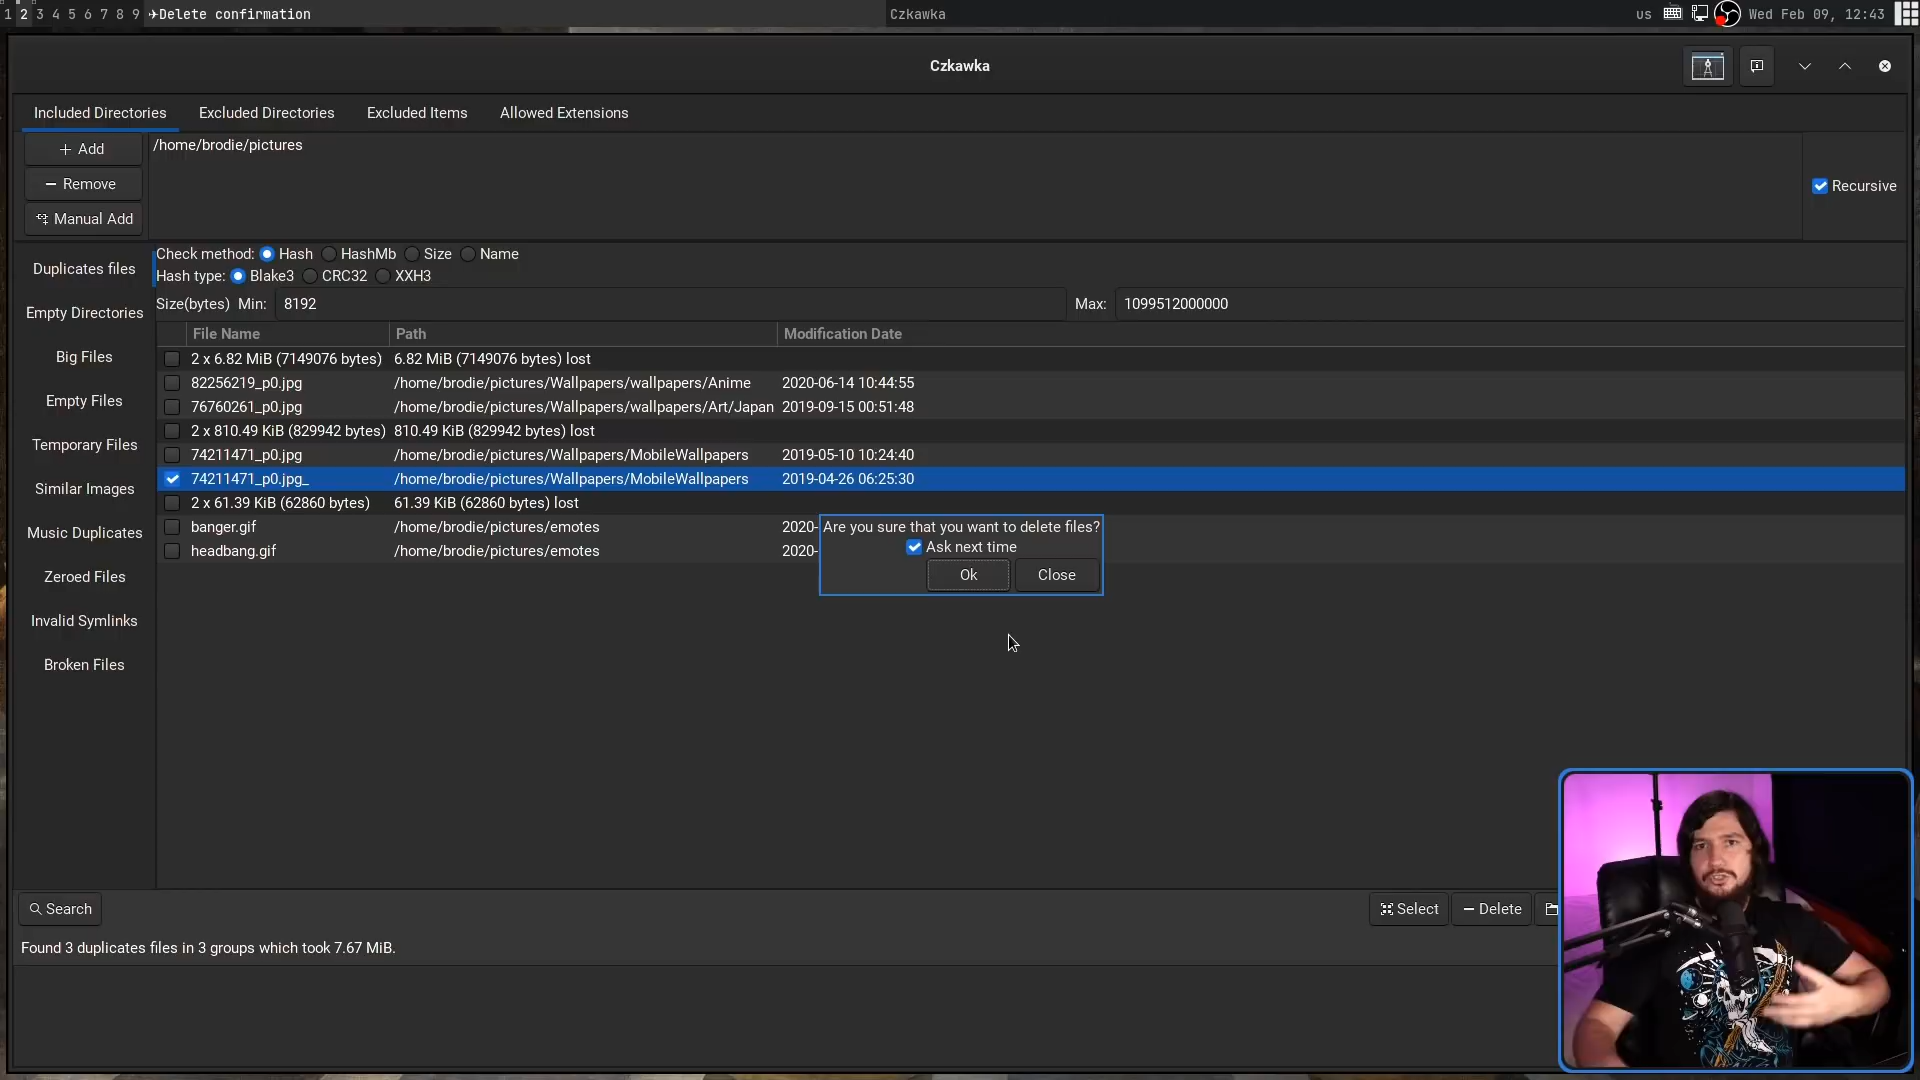 1 2 3 4 5 6 7 8 9 ✈Delete confirmation Czkawka us Wed Feb 09, 12:43
Czkawka
Included Directories Excluded Directories Excluded Items Allowed Extensions
+ Add
/home/brodie/pictures
− Remove
Recursive
Manual Add
Duplicates files
Empty Directories
Big Files
Empty Files
Temporary Files
Similar Images
Music Duplicates
Zeroed Files
Invalid Symlinks
Broken Files
Check method: Hash HashMb Size Name
Hash type: Blake3 CRC32 XXH3
Size(bytes) Min: 8192 Max: 1099512000000
File Name Path Modification Date
2 x 6.82 MiB (7149076 bytes) 6.82 MiB (7149076 bytes) lost
82256219_p0.jpg /home/brodie/pictures/Wallpapers/wallpapers/Anime 2020-06-14 10:44:55
76760261_p0.jpg /home/brodie/pictures/Wallpapers/wallpapers/Art/Japan 2019-09-15 00:51:48
2 x 810.49 KiB (829942 bytes) 810.49 KiB (829942 bytes) lost
74211471_p0.jpg /home/brodie/pictures/Wallpapers/MobileWallpapers 2019-05-10 10:24:40
74211471_p0.jpg_ /home/brodie/pictures/Wallpapers/MobileWallpapers 2019-04-26 06:25:30
2 x 61.39 KiB (62860 bytes) 61.39 KiB (62860 bytes) lost
banger.gif /home/brodie/pictures/emotes 2020-
headbang.gif /home/brodie/pictures/emotes 2020-
Are you sure that you want to delete files?
Ask next time
Ok Close
Search Select − Delete
Found 3 duplicates files in 3 groups which took 7.67 MiB.